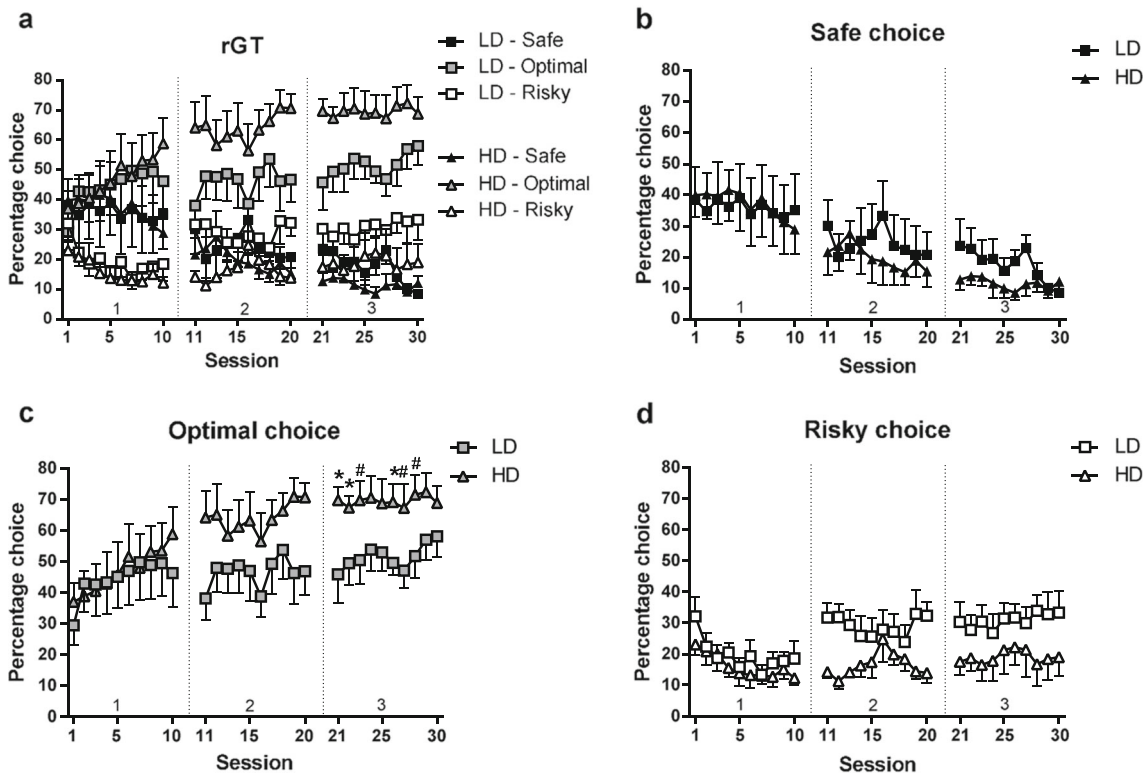 a
rGT
LD - Safe
LD - Optimal
LD - Risky
HD - Safe
HD - Optimal
HD - Risky
Percentage choice
80
70
60
50
40
30
20
10
0
1 2 3
1 5 10 11 15 20 21 25 30
Session
b
Safe choice
LD
HD
Percentage choice
80
70
60
50
40
30
20
10
0
1 2 3
1 5 10 11 15 20 21 25 30
Session
c
Optimal choice
LD
HD
Percentage choice
80
70
60
50
40
30
20
10
0
* * # * # #
1 2 3
1 5 10 11 15 20 21 25 30
Session
d
Risky choice
LD
HD
Percentage choice
80
70
60
50
40
30
20
10
0
1 2 3
1 5 10 11 15 20 21 25 30
Session